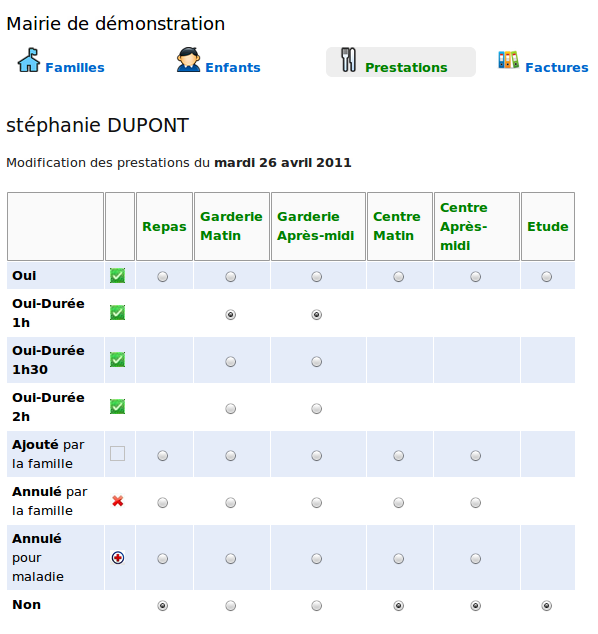 Mairie de démonstration
Familles Enfants Prestations Factures
stéphanie DUPONT
Modification des prestations du mardi 26 avril 2011
Repas
Garderie
Matin
Garderie
Après-midi
Centre
Matin
Centre
Après-
midi
Etude
Oui
Oui-Durée
1h
Oui-Durée
1h30
Oui-Durée
2h
Ajouté par
la famille
Annulé par
la famille
Annulé
pour
maladie
Non